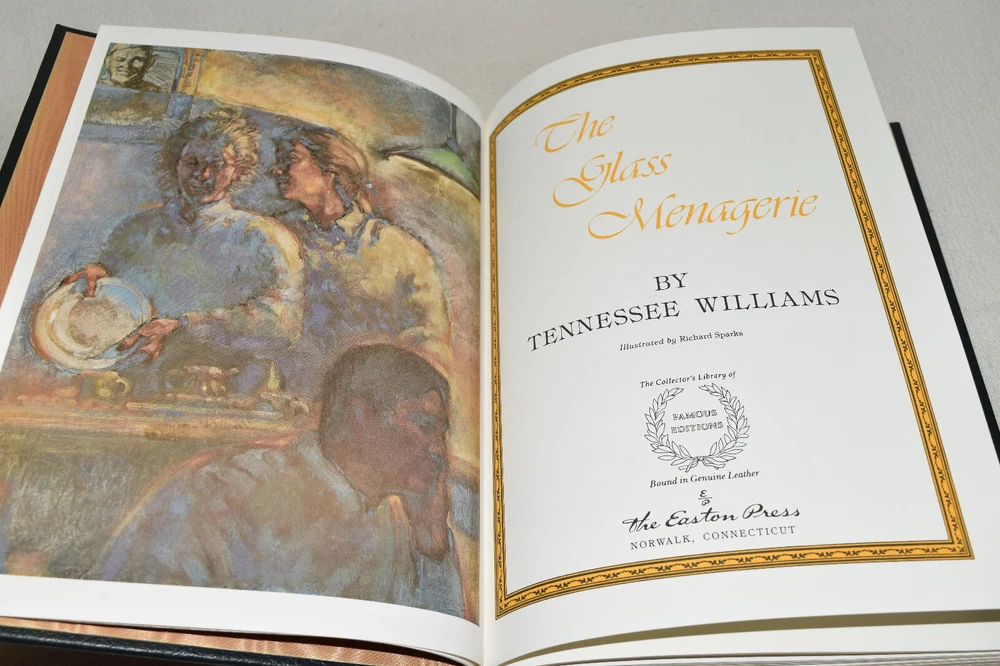 The
Glass
Menagerie
BY
TENNESSEE WILLIAMS
Illustrated by Richard Sparks
The Collector's Library of
FAMOUS
EDITIONS
Bound in Genuine Leather
E/P
The Easton Press
NORWALK, CONNECTICUT